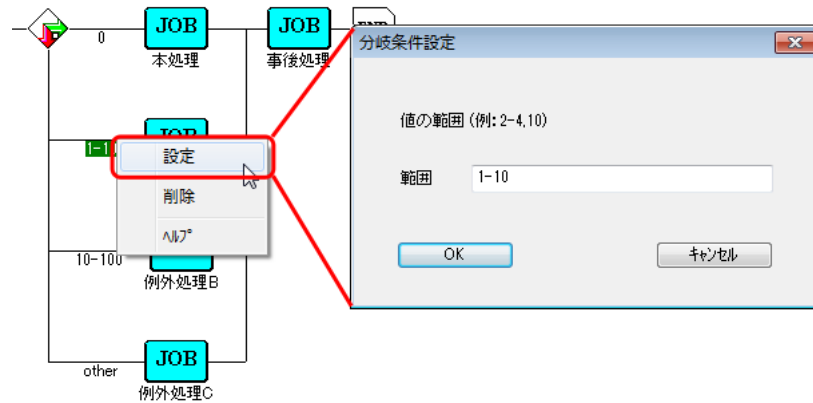 0
JOB
本処理
JOB
事後処理
分岐条件設定
値の範囲 (例: 2-4,10)
範囲
1-10
OK
キャンセル
JOB
設定
削除
ﾍﾙﾌﾟ
10-100
例外処理B
other
JOB
例外処理C